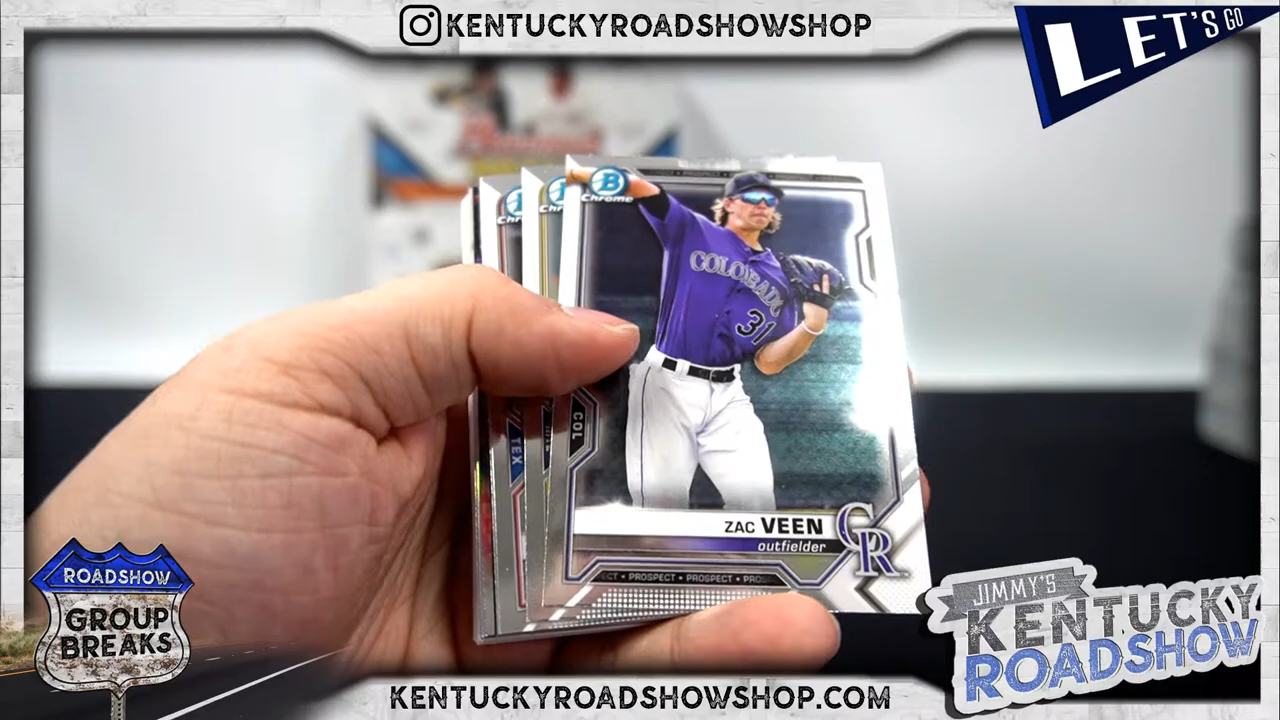 KENTUCKYROADSHOWSHOP
LET'S GO
B
Chrome
PROSPECT
COLORADO
31
TEX
COL
ZAC VEEN
outfielder
CR
PROSPECT • PROSPECT • PROSPECT
ROADSHOW
GROUP
BREAKS
JIMMY'S
KENTUCKY
ROADSHOW
KENTUCKYROADSHOWSHOP.COM